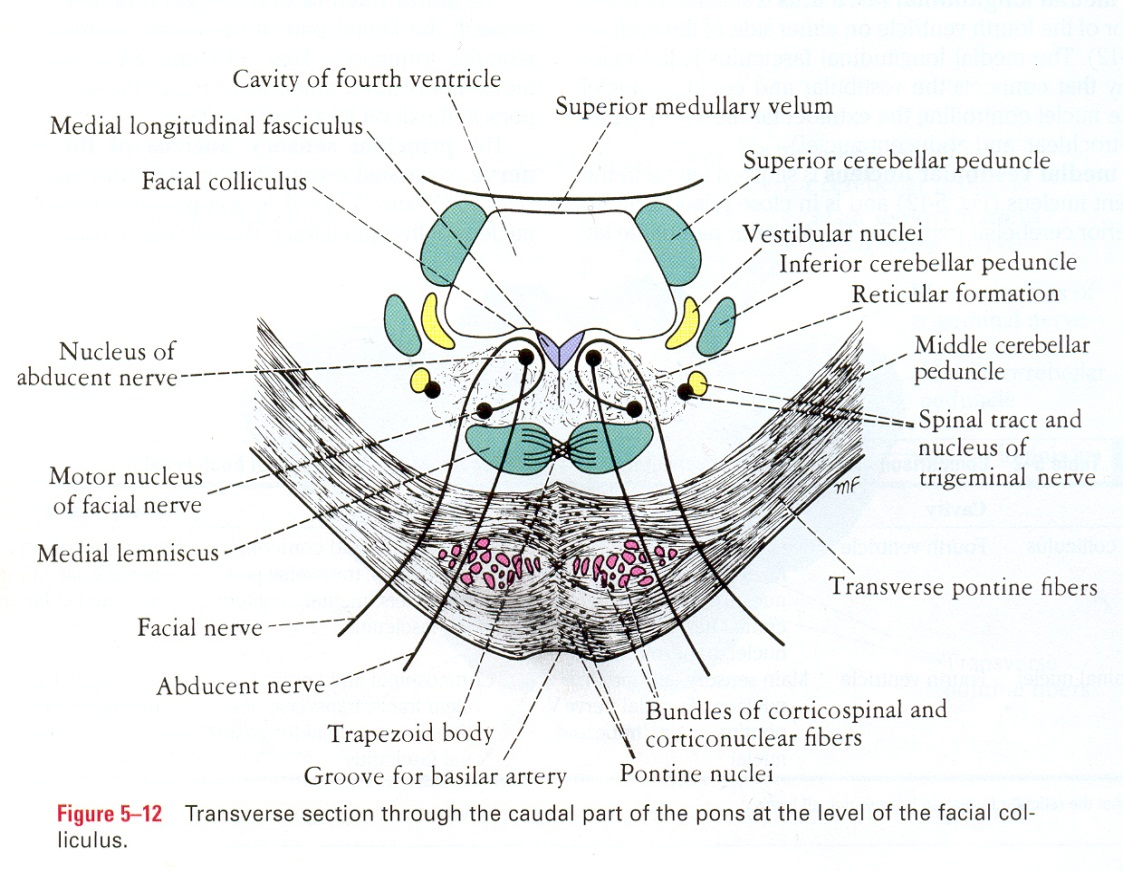 Cavity of fourth ventricle
Superior medullary velum
Medial longitudinal fasciculus
Superior cerebellar peduncle
Facial colliculus
Vestibular nuclei
Inferior cerebellar peduncle
Reticular formation
Nucleus of
abducent nerve
Middle cerebellar
peduncle
Spinal tract and
nucleus of
trigeminal nerve
Motor nucleus
of facial nerve
MF
Medial lemniscus
Transverse pontine fibers
Facial nerve
Abducent nerve
Bundles of corticospinal and
corticonuclear fibers
Trapezoid body
Groove for basilar artery
Pontine nuclei
Figure 5–12 Transverse section through the caudal part of the pons at the level of the facial col-
liculus.